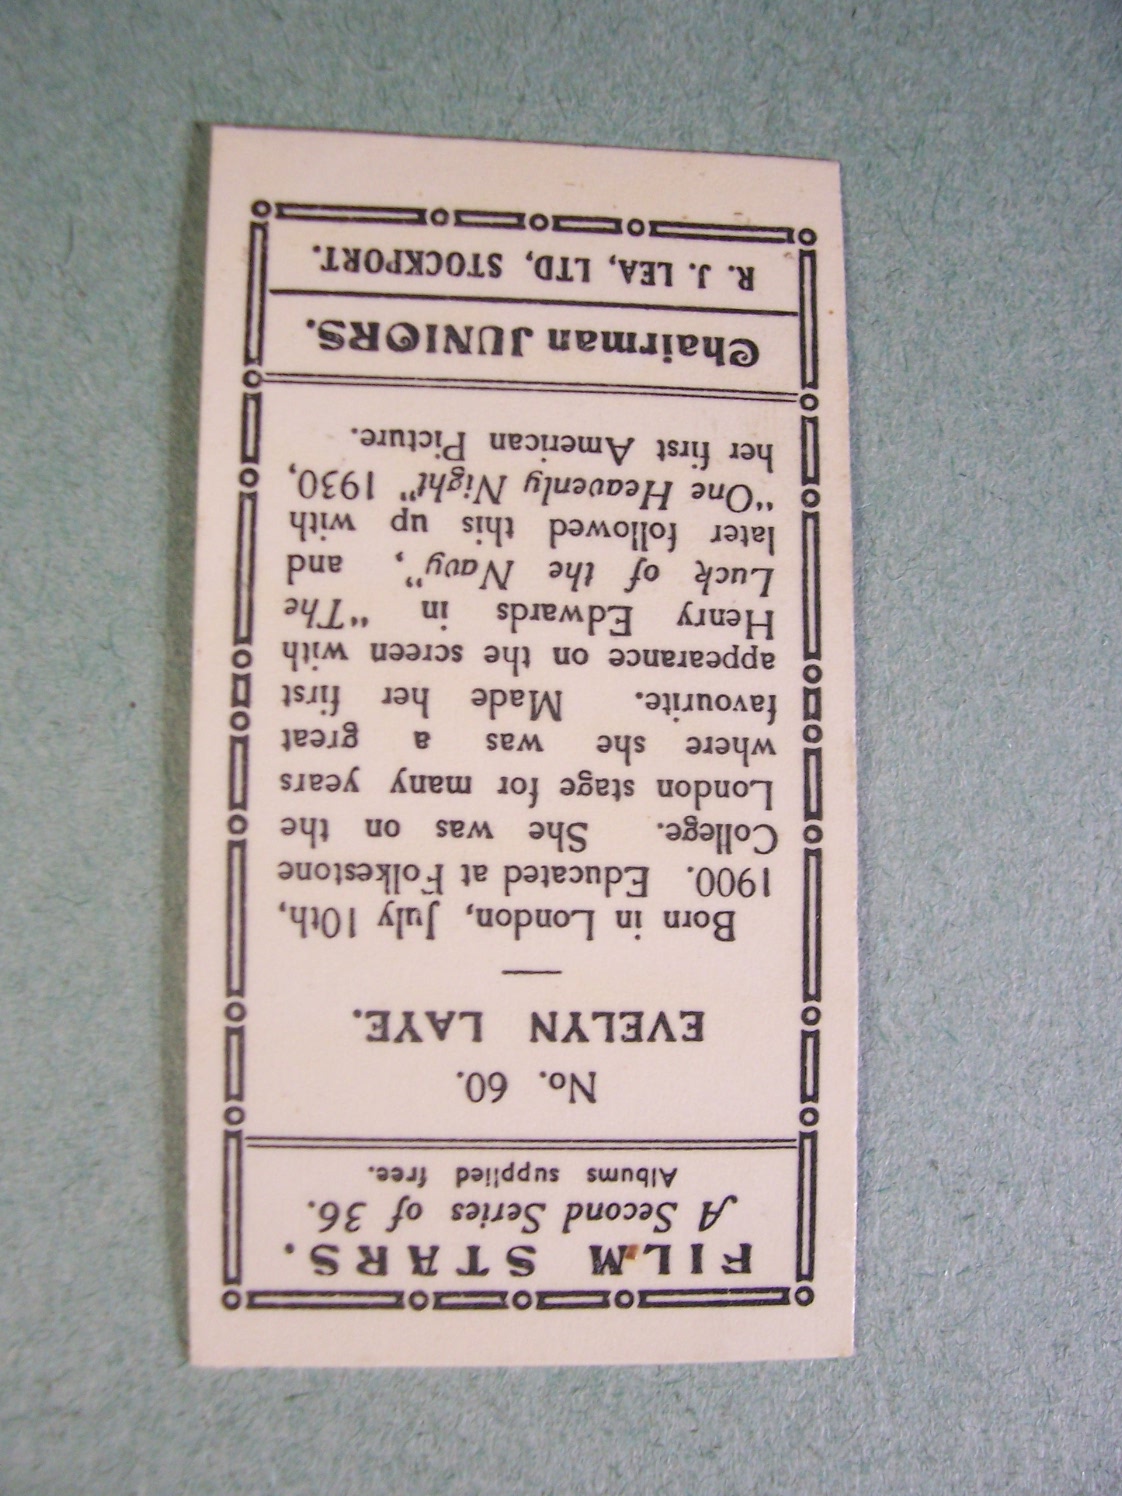 FILM STARS.
A Second Series of 36.
Albums supplied free.
No. 60.
EVELYN LAYE.
Born in London, July 10th,
1900. Educated at Folkestone
College. She was on the
London stage for many years
where she was a great
favourite. Made her first
appearance on the screen with
Henry Edwards in "The
Luck of the Navy", and
later followed this up with
"One Heavenly Night" 1930,
her first American Picture.
Chairman JUNIORS.
R. J. LEA, LTD, STOCKPORT.